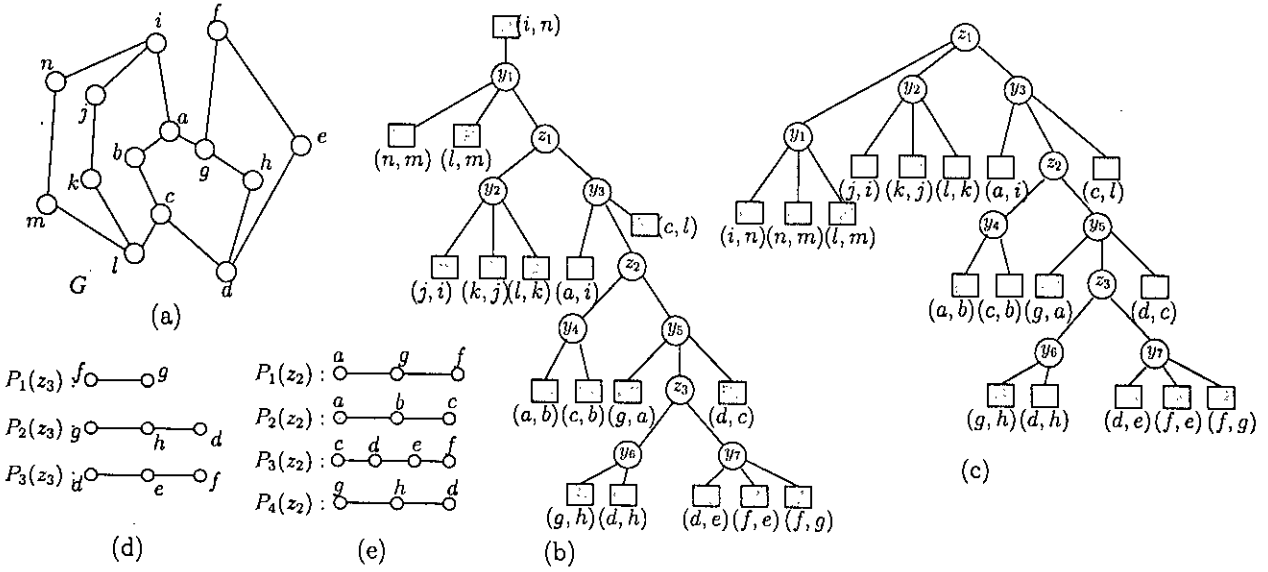 i
f
n
j
a
b
g
h
e
k
c
m
l
d
G
(a)
(i, n)
y₁
(n, m) (l, m)
z₁
y₂
y₃
(c, l)
(j, i) (k, j) (l, k) (a, i)
z₂
y₄
y₅
(a, b) (c, b) (g, a)
z₃
(d, c)
y₆
y₇
(g, h) (d, h) (d, e) (f, e) (f, g)
(b)
z₁
y₂
y₃
y₁
(j, i) (k, j) (l, k) (a, i)
z₂
(c, l)
(i, n) (n, m) (l, m)
y₄
y₅
(a, b) (c, b) (g, a)
z₃
(d, c)
y₆
y₇
(g, h) (d, h) (d, e) (f, e) (f, g)
(c)
P₁(z₃) : f g
P₂(z₃) : g h d
P₃(z₃) : d e f
(d)
P₁(z₂) : a g f
P₂(z₂) : a b c
P₃(z₂) : c d e f
P₄(z₂) : g h d
(e)